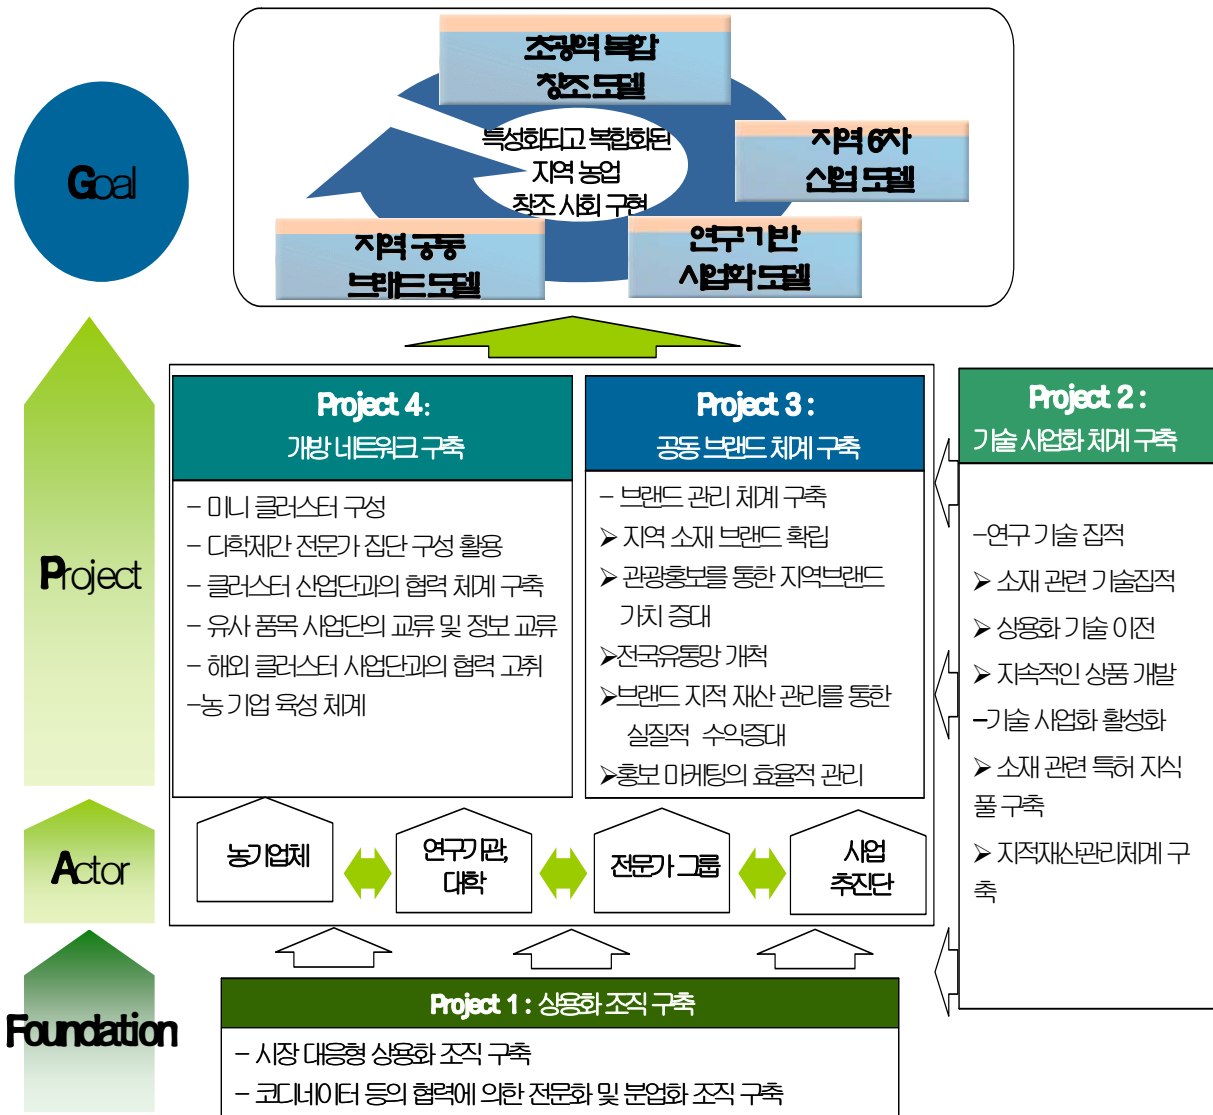 초광역 복합
창조 모델
특성화되고 복합화된
지역 농업
창조 사회 구현
지역 6차
산업 모델
지역 공동
브랜드 모델
연구 기반
사업화 모델
Goal
Project
Actor
Foundation
Project 4 :
개방 네트워크 구축
- 미니 클러스터 구성
- 다학제간 전문가 집단 구성 활용
- 클러스터 산업단과의 협력 체계 구축
- 유사 품목 사업단의 교류 및 정보 교류
- 해외 클러스터 사업단과의 협력 고취
-농 기업 육성 체계
Project 3 :
공동 브랜드 체계 구축
- 브랜드 관리 체계 구축
➢ 지역 소재 브랜드 확립
➢ 관광홍보를 통한 지역브랜드
가치 증대
➢전국유통망 개척
➢브랜드 지적 재산 관리를 통한
실질적 수익증대
➢홍보 마케팅의 효율적 관리
Project 2 :
기술 사업화 체계 구축
-연구 기술 집적
➢ 소재 관련 기술집적
➢ 상용화 기술 이전
➢ 지속적인 상품 개발
-기술 사업화 활성화
➢ 소재 관련 특허 지식
풀 구축
➢ 지적재산관리체계 구
축
농기업체
연구기관,
대학
전문가 그룹
사업
추진단
Project 1 : 상용화 조직 구축
- 시장 대응형 상용화 조직 구축
- 코디네이터 등의 협력에 의한 전문화 및 분업화 조직 구축